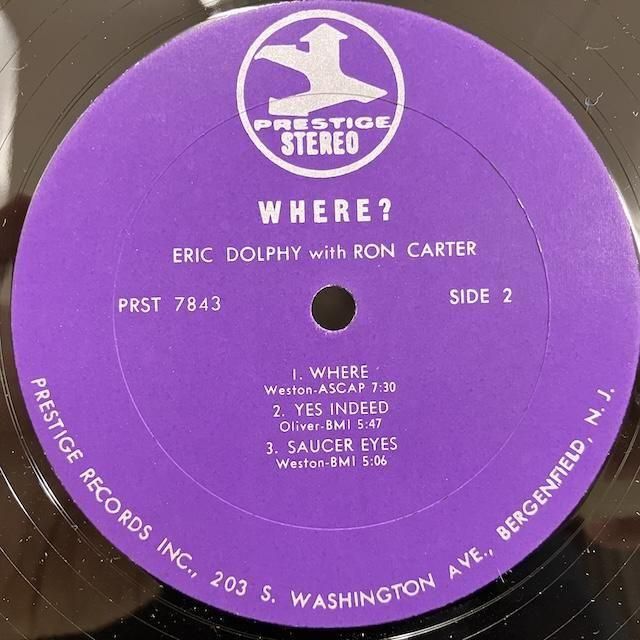 PRESTIGE
STEREO
WHERE?
ERIC DOLPHY with RON CARTER
PRST 7843
SIDE 2
1. WHERE
Weston-ASCAP 7:30
2. YES INDEED
Oliver-BMI 5:47
3. SAUCER EYES
Weston-BMI 5:06
PRESTIGE RECORDS INC., 203 S. WASHINGTON AVE., BERGENFIELD, N. J.